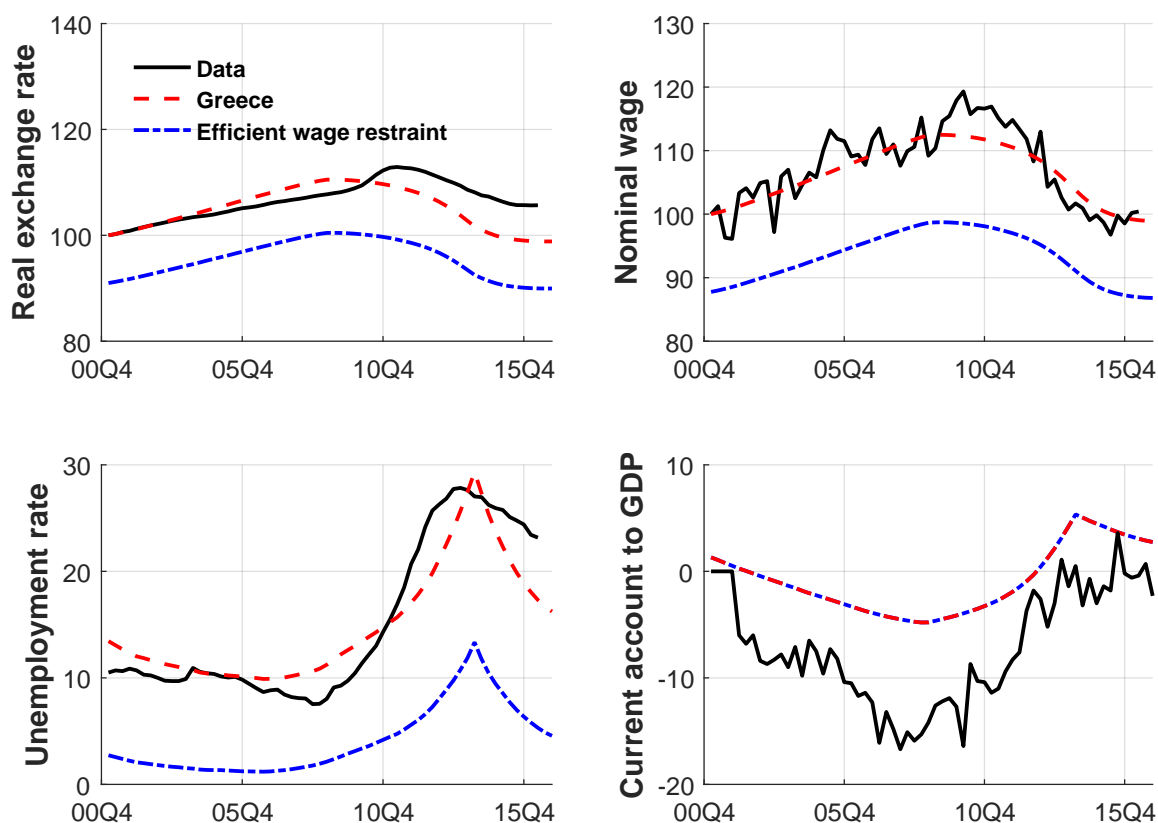 Real exchange rate
140
120
100
80
Data
Greece
Efficient wage restraint
00Q4 05Q4 10Q4 15Q4
Nominal wage
130
120
110
100
90
80
00Q4 05Q4 10Q4 15Q4
Unemployment rate
30
20
10
0
00Q4 05Q4 10Q4 15Q4
Current account to GDP
10
0
-10
-20
00Q4 05Q4 10Q4 15Q4